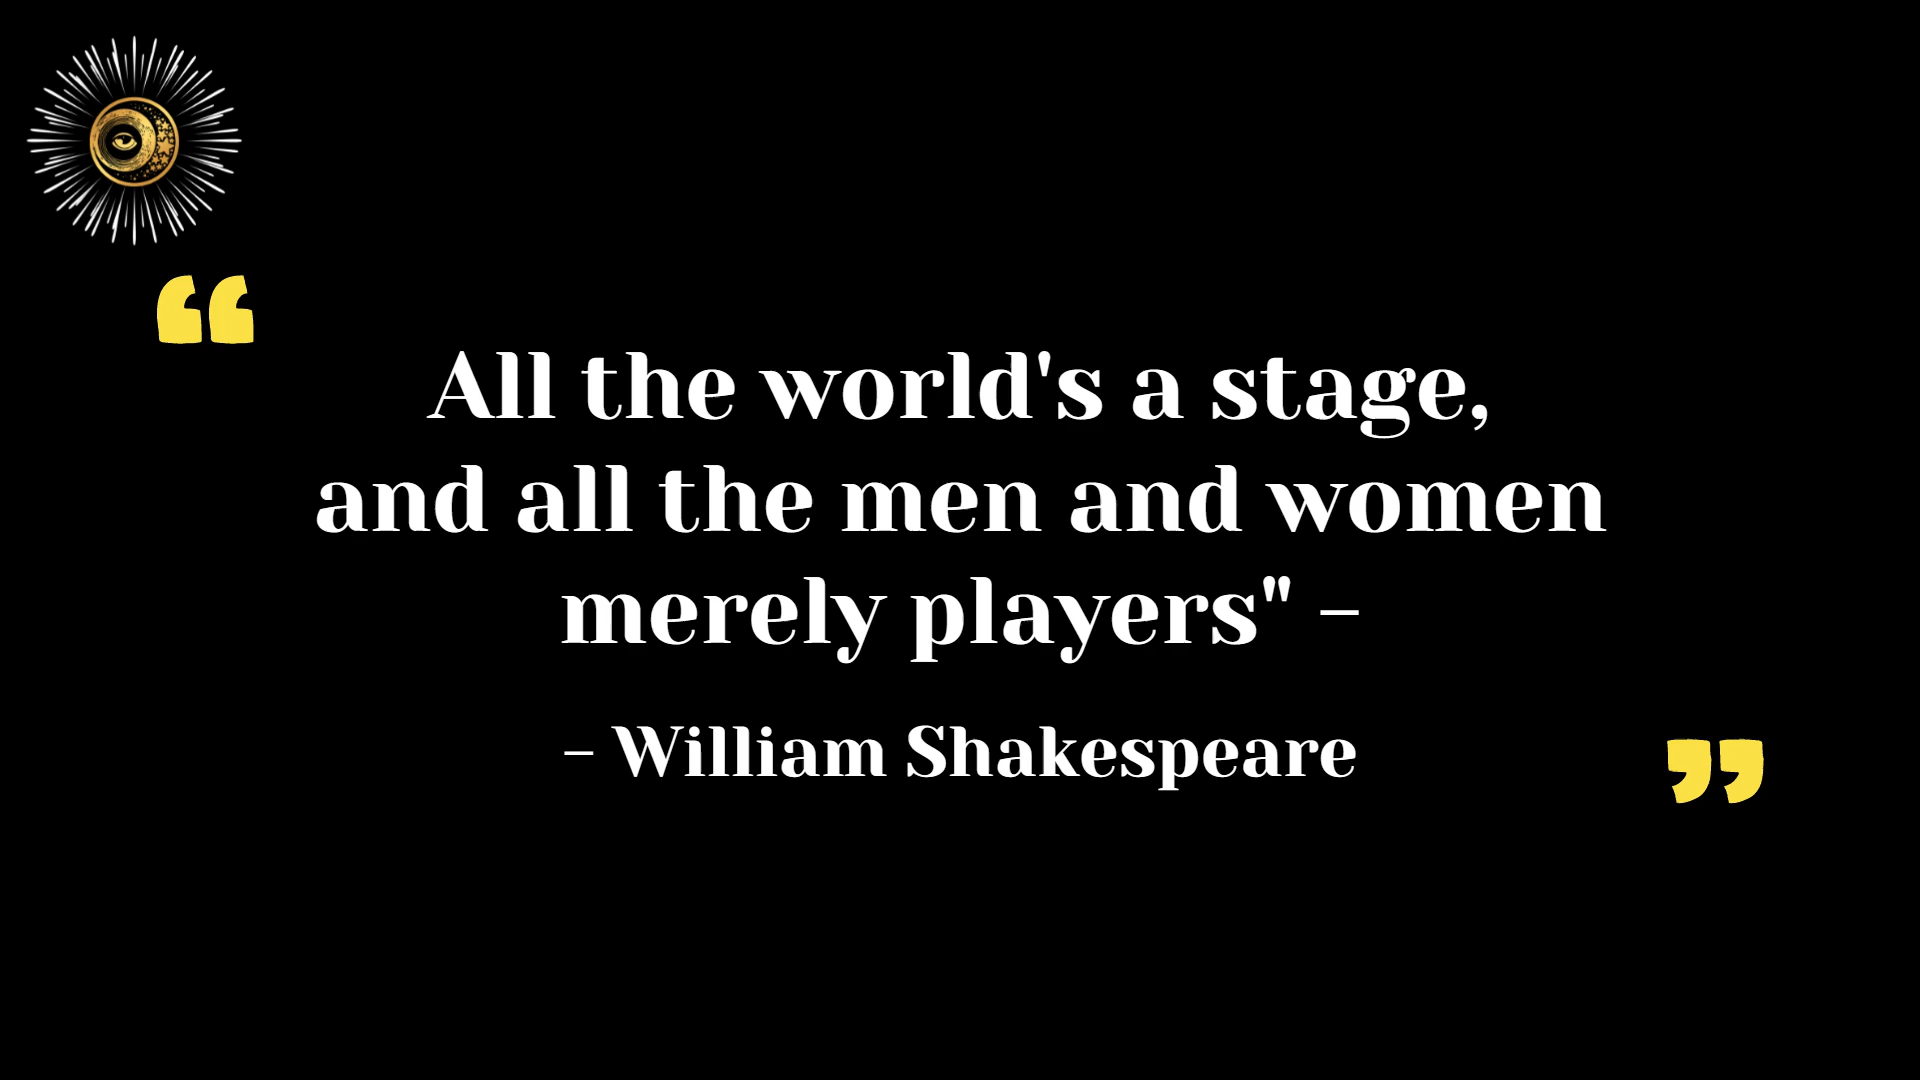 “
All the world's a stage,
and all the men and women
merely players" -
- William Shakespeare
”